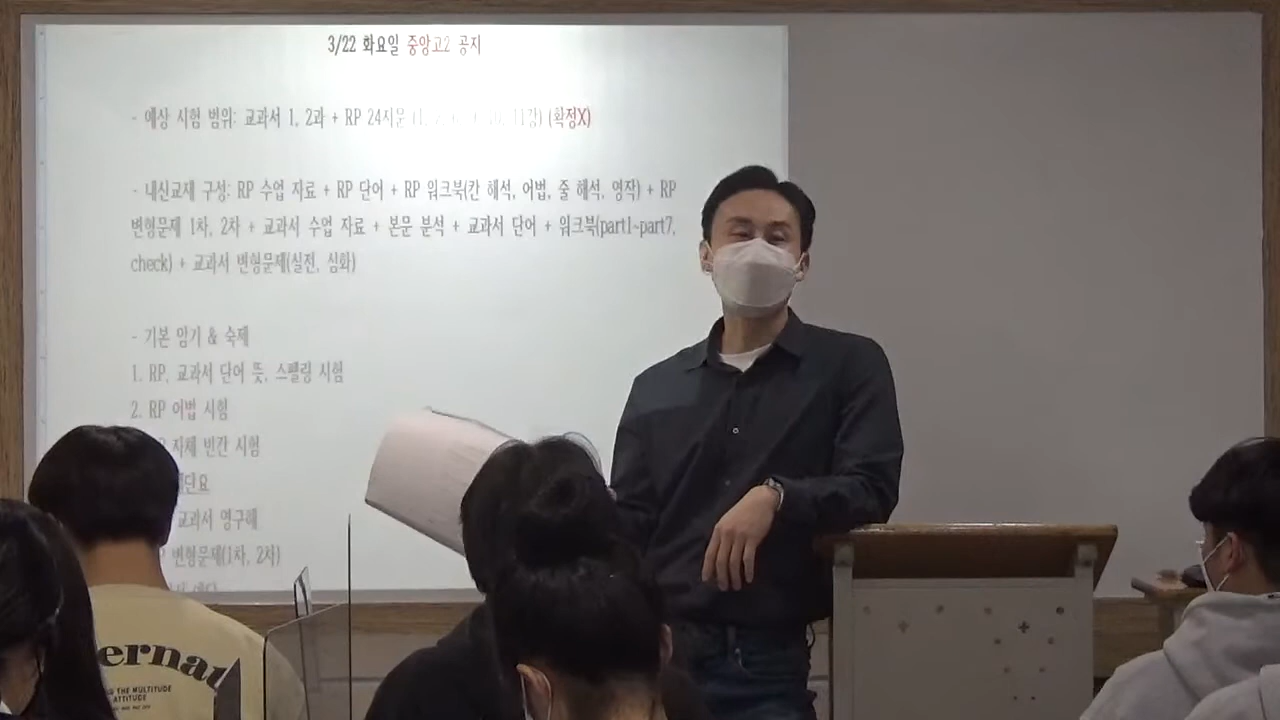 3/22 화요일 중앙고2 공지
- 예상 시험 범위: 교과서 1, 2과 + RP 24지문 11강) (확정X)
- 내신교재 구성: RP 수업 자료 + RP 단어 + RP 워크북(칸 해석, 어법, 줄 해석, 영작) + RP
변형문제 1차, 2차 + 교과서 수업 자료 + 본문 분석 + 교과서 단어 + 워크북(part1~part7,
check) + 교과서 변형문제(실전, 심화)
- 기본 암기 & 숙제
1. RP, 교과서 단어 뜻, 스펠링 시험
2. RP 어법 시험
자체 빈간 시험
교과서 영구해
변형문제(1차, 2차)
ernat
THE MULTITUDE
ATTITUDE